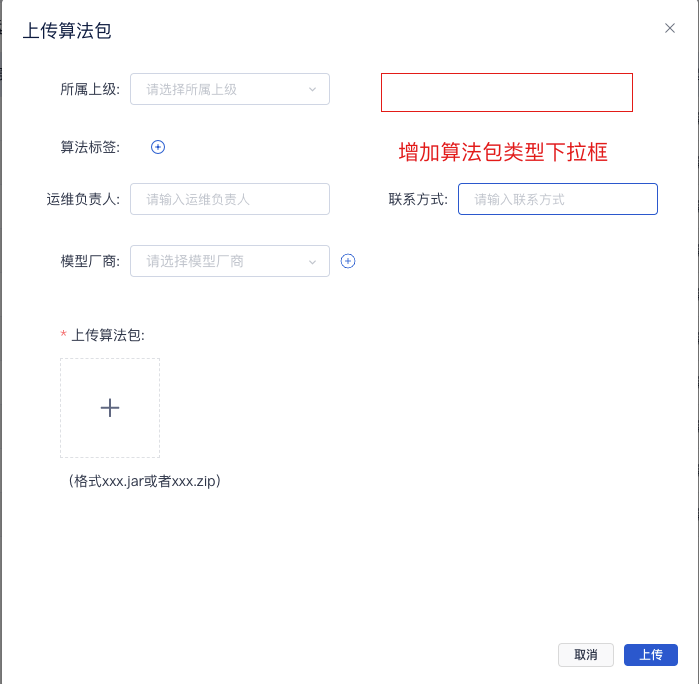 上传算法包
所属上级: 请选择所属上级
算法标签:
增加算法包类型下拉框
运维负责人: 请输入运维负责人 联系方式: 请输入联系方式
模型厂商: 请选择模型厂商
* 上传算法包:
（格式xxx.jar或者xxx.zip）
取消 上传